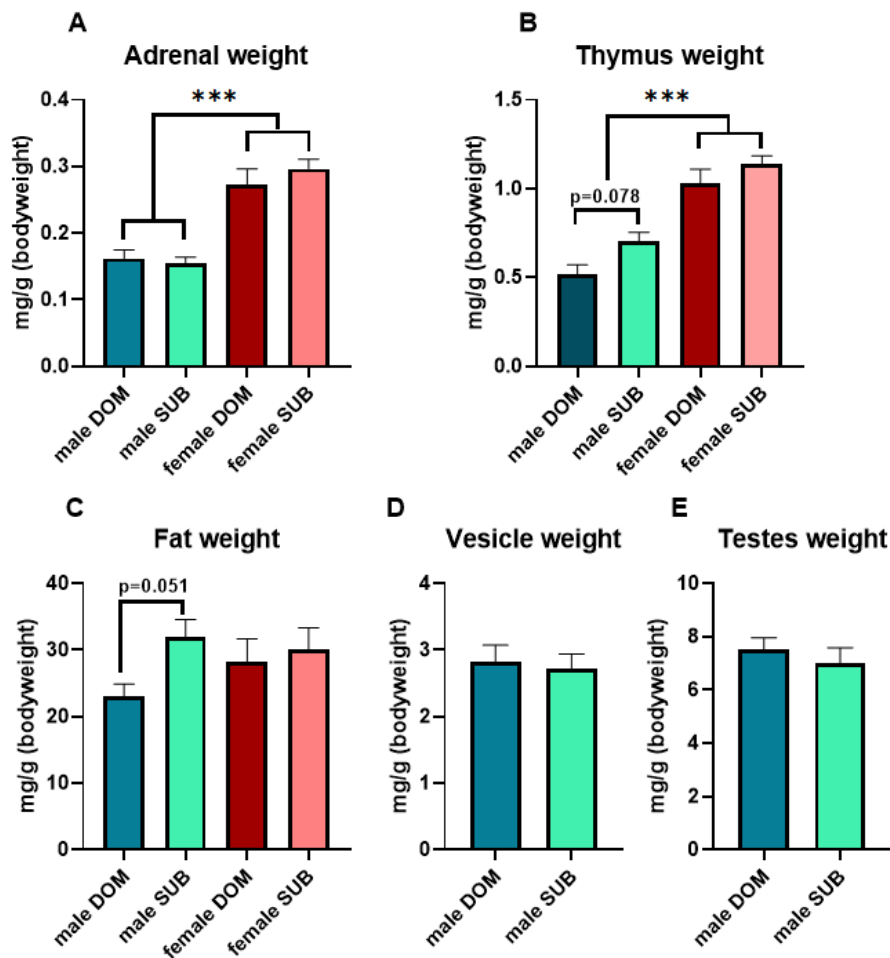 A
Adrenal weight
mg/g (bodyweight)
0.4
0.3
0.2
0.1
0.0
***
male DOM
male SUB
female DOM
female SUB
B
Thymus weight
mg/g (bodyweight)
1.5
1.0
0.5
0.0
***
p=0.078
male DOM
male SUB
female DOM
female SUB
C
Fat weight
mg/g (bodyweight)
40
30
20
10
0
p=0.051
male DOM
male SUB
female DOM
female SUB
D
Vesicle weight
mg/g (bodyweight)
4
3
2
1
0
male DOM
male SUB
E
Testes weight
mg/g (bodyweight)
10
8
6
4
2
0
male DOM
male SUB